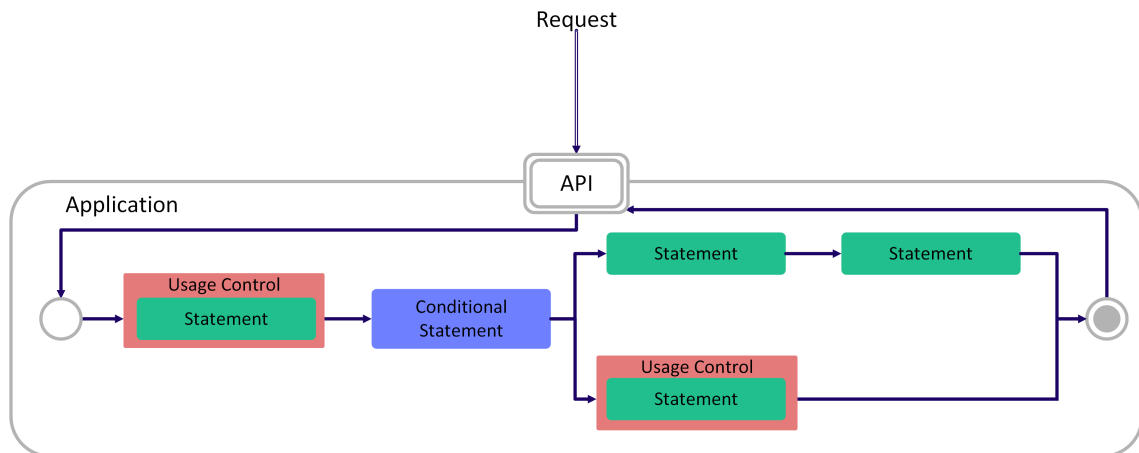 Request
API
Application
Statement
Statement
Usage Control
Statement
Conditional
Statement
Usage Control
Statement